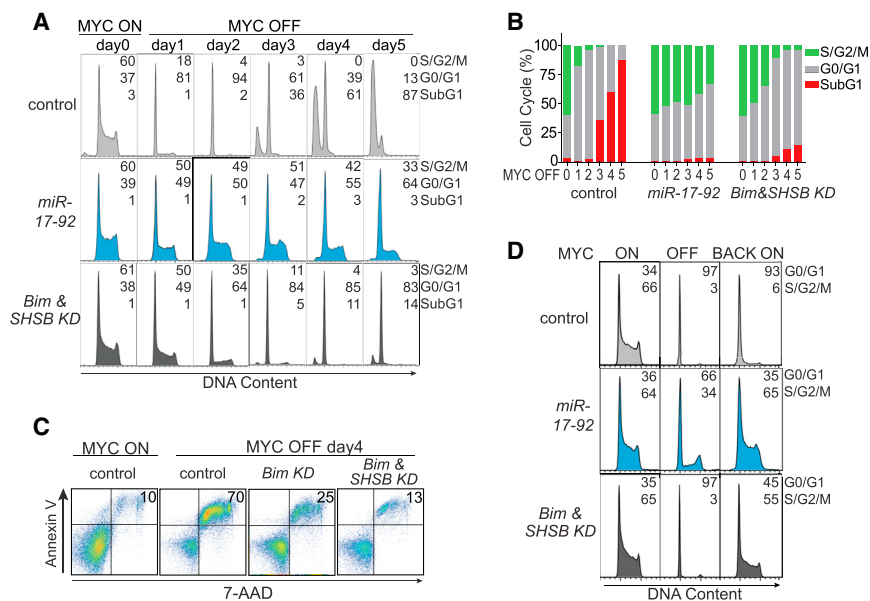 A
MYC ON MYC OFF
day0 day1 day2 day3 day4 day5
control
60 18 4 3 0 0 S/G2/M
37 81 94 61 39 13 G0/G1
3 1 2 36 61 87 SubG1
miR-
17-92
60 50 49 51 42 33 S/G2/M
39 49 50 47 55 64 G0/G1
1 1 1 2 3 3 SubG1
Bim &
SHSB KD
61 50 35 11 4 3 S/G2/M
38 49 64 84 85 83 G0/G1
1 1 1 5 11 14 SubG1
DNA Content
B
Cell Cycle (%)
100
75
50
25
0
S/G2/M
G0/G1
SubG1
MYC OFF 0 1 2 3 4 5 0 1 2 3 4 5 0 1 2 3 4 5
control miR-17-92 Bim&SHSB KD
C
MYC ON MYC OFF day4
control control Bim KD Bim &
SHSB KD
10 70 25 13
Annexin V
7-AAD
D
MYC ON OFF BACK ON
control
34 97 93 G0/G1
66 3 6 S/G2/M
miR-
17-92
36 66 35 G0/G1
64 34 65 S/G2/M
Bim &
SHSB KD
35 97 45 G0/G1
65 3 55 S/G2/M
DNA Content